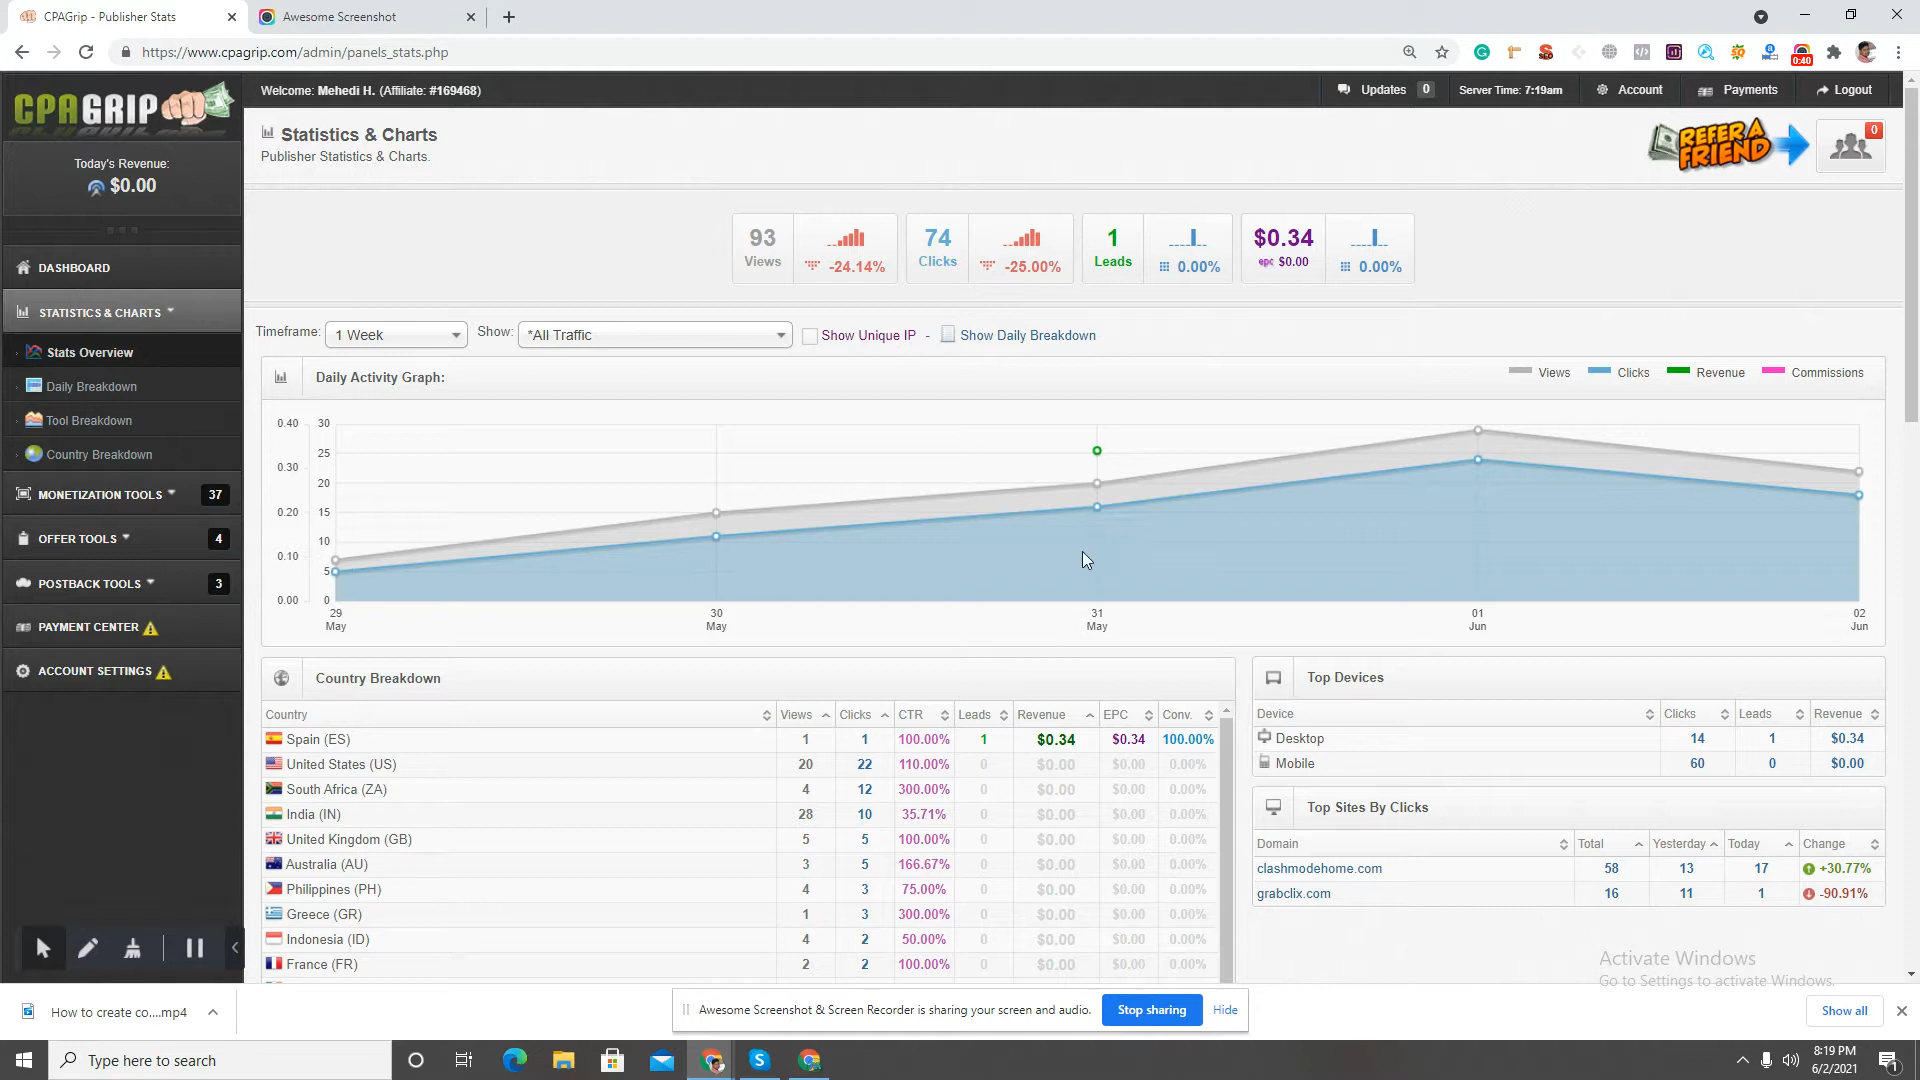 CPAGrip - Publisher Stats
Awesome Screenshot
https://www.cpagrip.com/admin/panels_stats.php
0:40
CPAGRIP
Welcome: Mehedi H. (Affiliate: #169468)
Updates 0
Server Time: 7:19am
Account
Payments
Logout
Today's Revenue:
$0.00
Statistics & Charts
Publisher Statistics & Charts.
REFER A FRIEND
0
DASHBOARD
STATISTICS & CHARTS
Stats Overview
Daily Breakdown
Tool Breakdown
Country Breakdown
MONETIZATION TOOLS 37
OFFER TOOLS 4
POSTBACK TOOLS 3
PAYMENT CENTER
ACCOUNT SETTINGS
93 Views -24.14%
74 Clicks -25.00%
1 Leads 0.00%
$0.34 epc $0.00 0.00%
Timeframe: 1 Week Show: *All Traffic Show Unique IP - Show Daily Breakdown
Daily Activity Graph:
Views Clicks Revenue Commissions
0.40 30
25
0.30
20
0.20 15
10
0.10
5
0.00 0
29 May
30 May
31 May
01 Jun
02 Jun
Country Breakdown
Country Views Clicks CTR Leads Revenue EPC Conv.
Spain (ES) 1 1 100.00% 1 $0.34 $0.34 100.00%
United States (US) 20 22 110.00% 0 $0.00 $0.00 0.00%
South Africa (ZA) 4 12 300.00% 0 $0.00 $0.00 0.00%
India (IN) 28 10 35.71% 0 $0.00 $0.00 0.00%
United Kingdom (GB) 5 5 100.00% 0 $0.00 $0.00 0.00%
Australia (AU) 3 5 166.67% 0 $0.00 $0.00 0.00%
Philippines (PH) 4 3 75.00% 0 $0.00 $0.00 0.00%
Greece (GR) 1 3 300.00% 0 $0.00 $0.00 0.00%
Indonesia (ID) 4 2 50.00% 0 $0.00 $0.00 0.00%
France (FR) 2 2 100.00% 0 $0.00 $0.00 0.00%
Top Devices
Device Clicks Leads Revenue
Desktop 14 1 $0.34
Mobile 60 0 $0.00
Top Sites By Clicks
Domain Total Yesterday Today Change
clashmodehome.com 58 13 17 +30.77%
grabclix.com 16 11 1 -90.91%
Activate Windows
Go to Settings to activate Windows.
How to create co....mp4
Awesome Screenshot & Screen Recorder is sharing your screen and audio.
Stop sharing
Hide
Show all
Type here to search
8:19 PM
6/2/2021
1